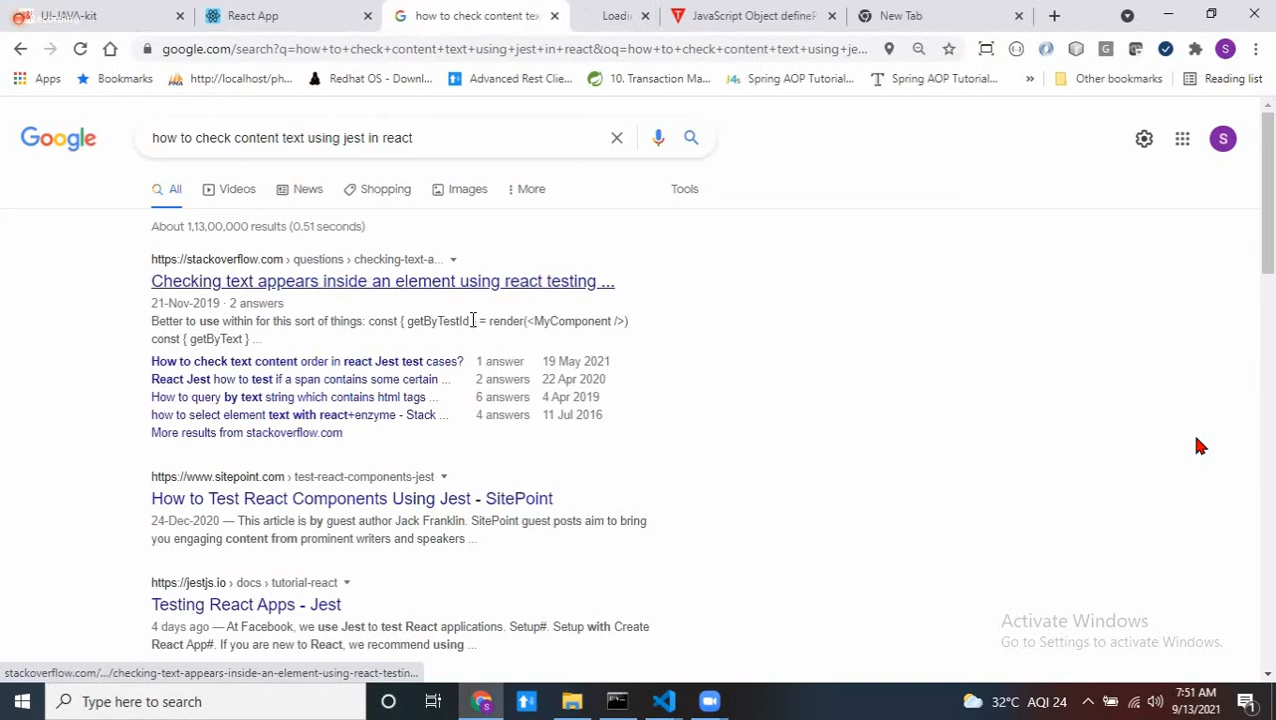 UI-JAVA-kit
React App
how to check content tex
Loadi
JavaScript Object defineP
New Tab
google.com/search?q=how+to+check+content+text+using+jest+in+react&oq=how+to+check+content+text+using+je...
Apps
Bookmarks
http://localhost/ph...
Redhat OS - Downl...
Advanced Rest Clie...
10. Transaction Ma...
Spring AOP Tutorial...
Spring AOP Tutorial...
»
Other bookmarks
Reading list
Google
how to check content text using jest in react
S
All
Videos
News
Shopping
Images
More
Tools
About 1,13,00,000 results (0.51 seconds)
https://stackoverflow.com › questions › checking-text-a...
Checking text appears inside an element using react testing ...
21-Nov-2019 · 2 answers
Better to use within for this sort of things: const { getByTestId } = render(<MyComponent />)
const { getByText } ...
How to check text content order in react Jest test cases? 1 answer 19 May 2021
React Jest how to test if a span contains some certain ... 2 answers 22 Apr 2020
How to query by text string which contains html tags ... 6 answers 4 Apr 2019
how to select element text with react+enzyme - Stack ... 4 answers 11 Jul 2016
More results from stackoverflow.com
https://www.sitepoint.com › test-react-components-jest
How to Test React Components Using Jest - SitePoint
24-Dec-2020 — This article is by guest author Jack Franklin. SitePoint guest posts aim to bring
you engaging content from prominent writers and speakers ...
https://jestjs.io › docs › tutorial-react
Testing React Apps - Jest
4 days ago — At Facebook, we use Jest to test React applications. Setup#. Setup with Create
React App#. If you are new to React, we recommend using ...
Activate Windows
Go to Settings to activate Windows.
stackoverflow.com/.../checking-text-appears-inside-an-element-using-react-testin...
Type here to search
32°C AQI 24
7:51 AM
9/13/2021
1